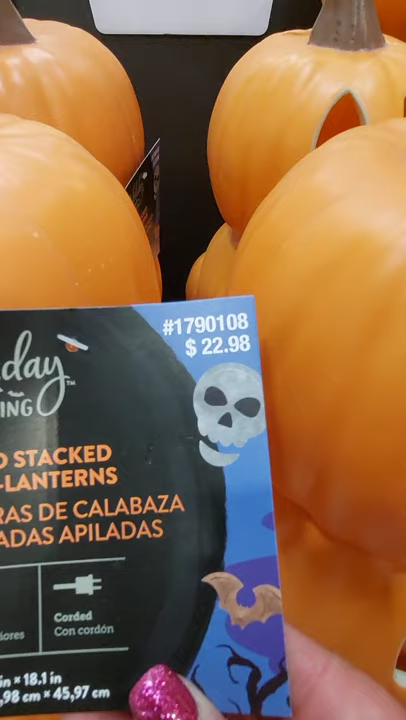 #1790108
$ 22.98
day™
ING
D STACKED
-LANTERNS
RAS DE CALABAZA
ADAS APILADAS
Corded
Con cordón
iores
in × 18.1 in
,98 cm × 45,97 cm